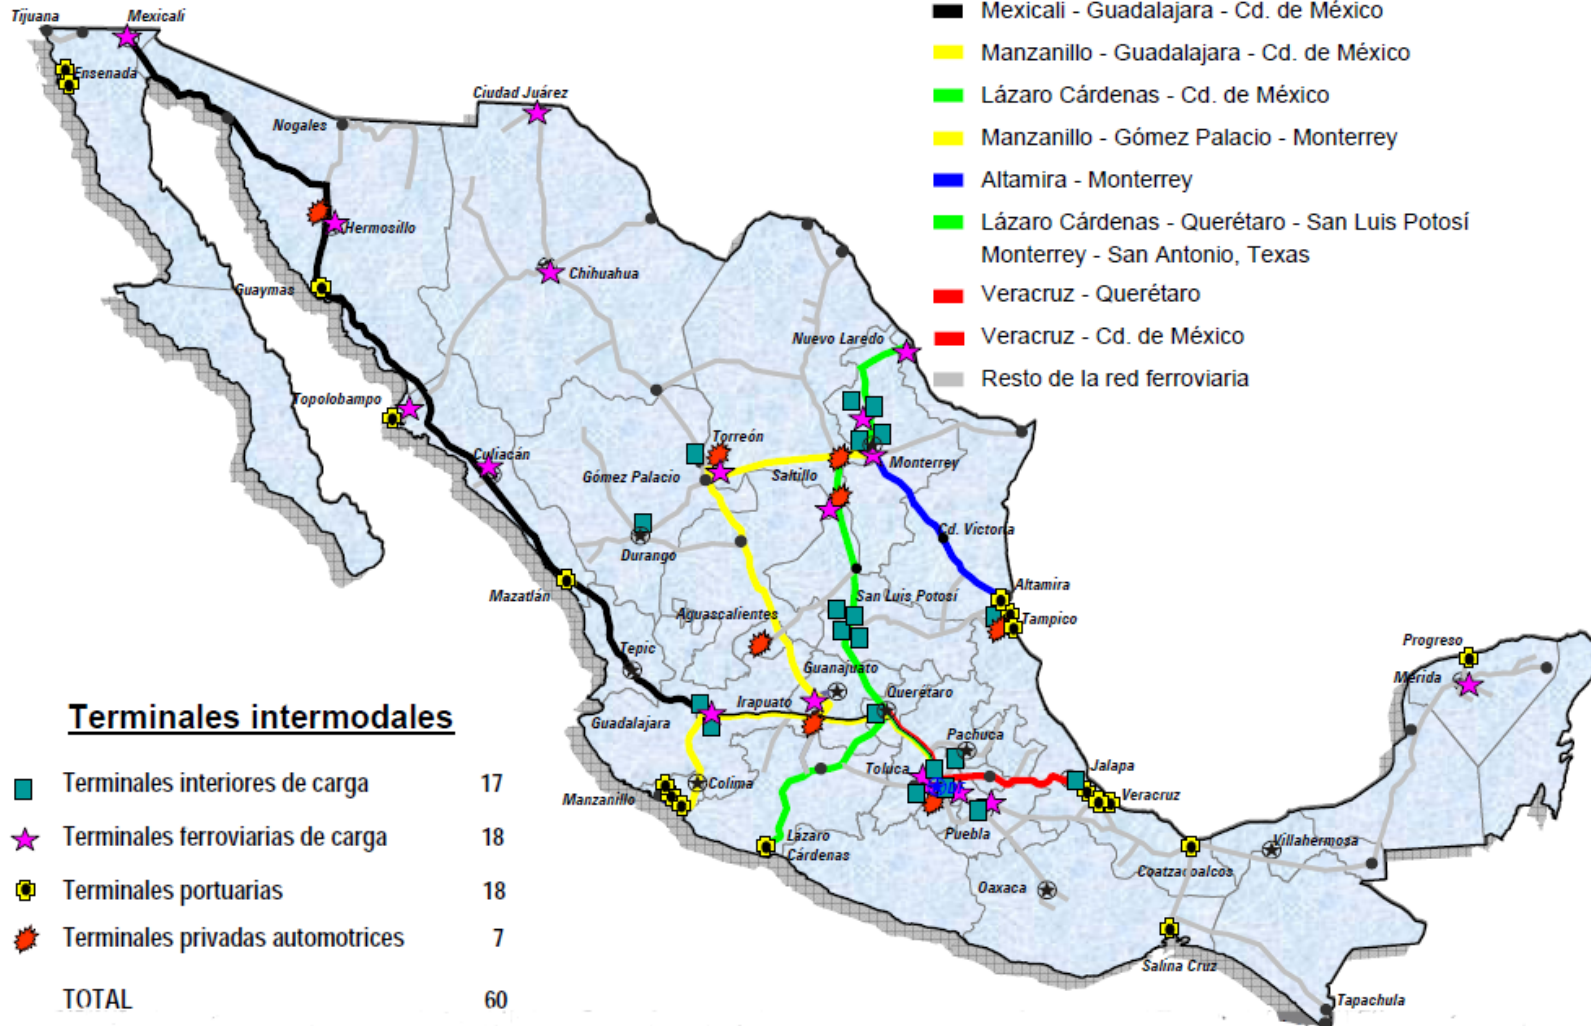 Mexicali - Guadalajara - Cd. de México
Manzanillo - Guadalajara - Cd. de México
Lázaro Cárdenas - Cd. de México
Manzanillo - Gómez Palacio - Monterrey
Altamira - Monterrey
Lázaro Cárdenas - Querétaro - San Luis Potosí
Monterrey - San Antonio, Texas
Veracruz - Querétaro
Veracruz - Cd. de México
Resto de la red ferroviaria
Tijuana
Mexicali
Ensenada
Nogales
Ciudad Juárez
Hermosillo
Chihuahua
Guaymas
Nuevo Laredo
Topolobampo
Culiacán
Torreón
Gómez Palacio
Saltillo
Monterrey
Durango
Cd. Victoria
Mazatlán
Altamira
San Luis Potosí
Aguascalientes
Tampico
Tepic
Guanajuato
Progreso
Mérida
Irapuato
Querétaro
Guadalajara
Pachuca
Toluca
Jalapa
Colima
Manzanillo
DF
Veracruz
Puebla
Lázaro
Cárdenas
Villahermosa
Coatzacoalcos
Oaxaca
Salina Cruz
Tapachula
Terminales intermodales
Terminales interiores de carga 17
Terminales ferroviarias de carga 18
Terminales portuarias 18
Terminales privadas automotrices 7
TOTAL 60